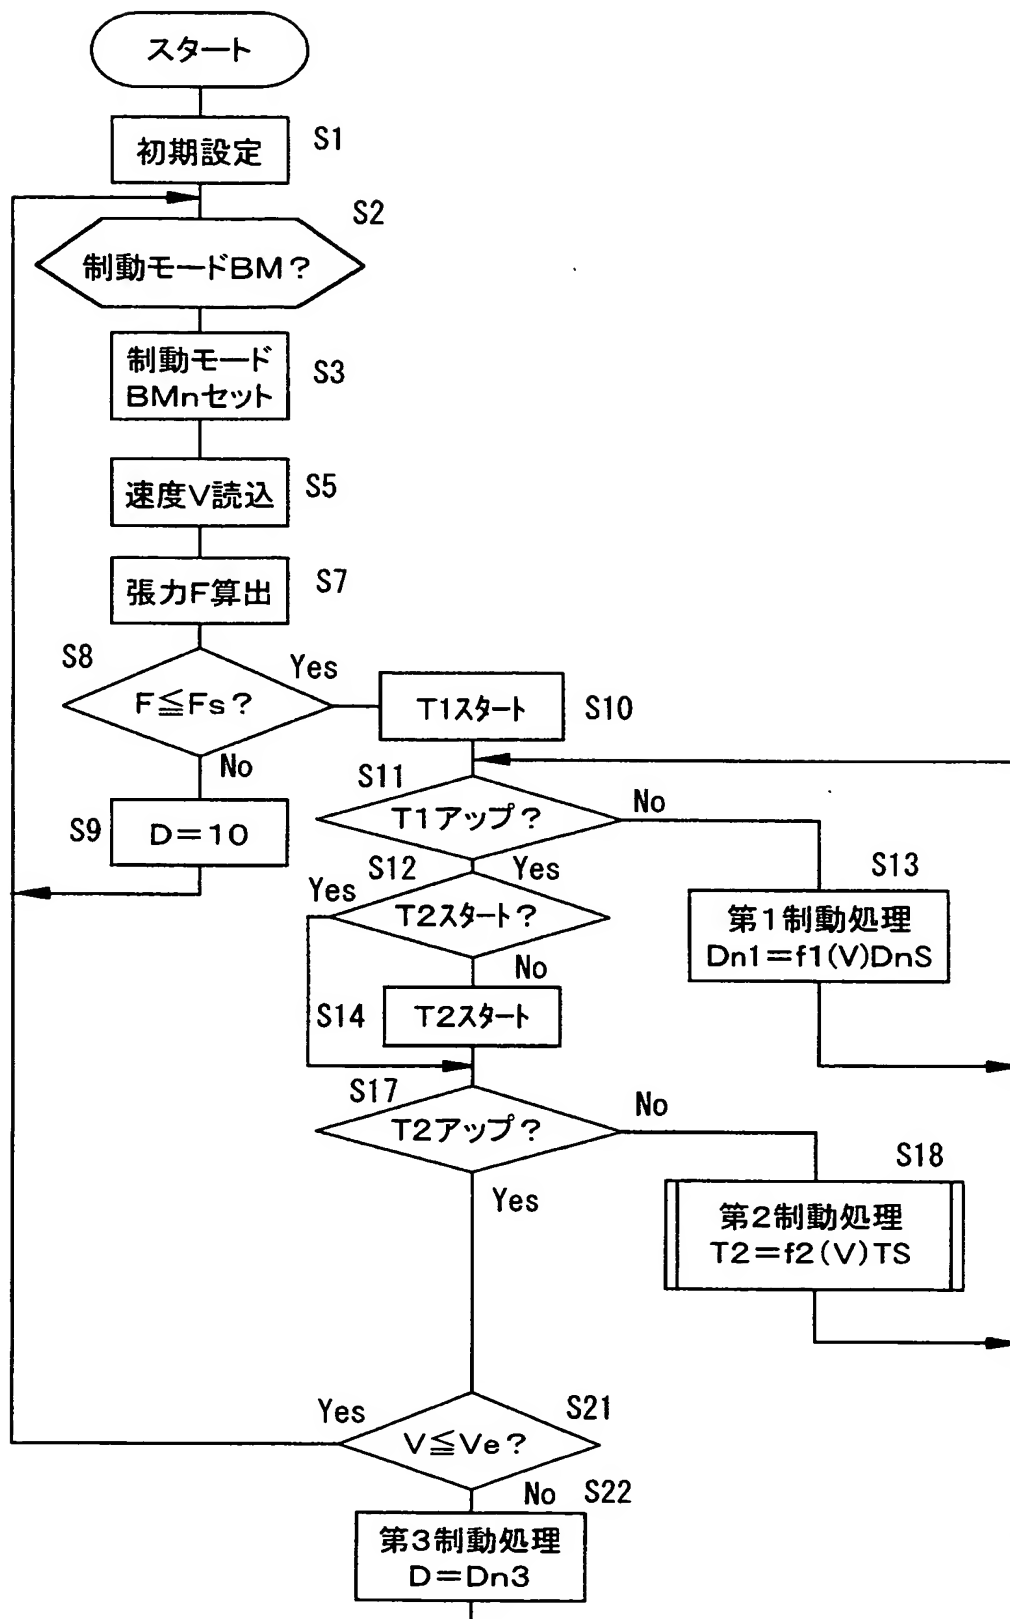 スタート
初期設定
S1
S2
制動モードBM?
制動モード
BMnセット
S3
速度V読込
S5
張力F算出
S7
S8
F≦Fs?
Yes
No
T1スタート
S10
S9
D=10
S11
T1アップ?
No
Yes
S12
Yes
T2スタート?
No
S13
第1制動処理
Dn1=f1(V)DnS
S14
T2スタート
S17
T2アップ?
No
Yes
S18
第2制動処理
T2=f2(V)TS
S21
Yes
V≦Ve?
No
S22
第3制動処理
D=Dn3